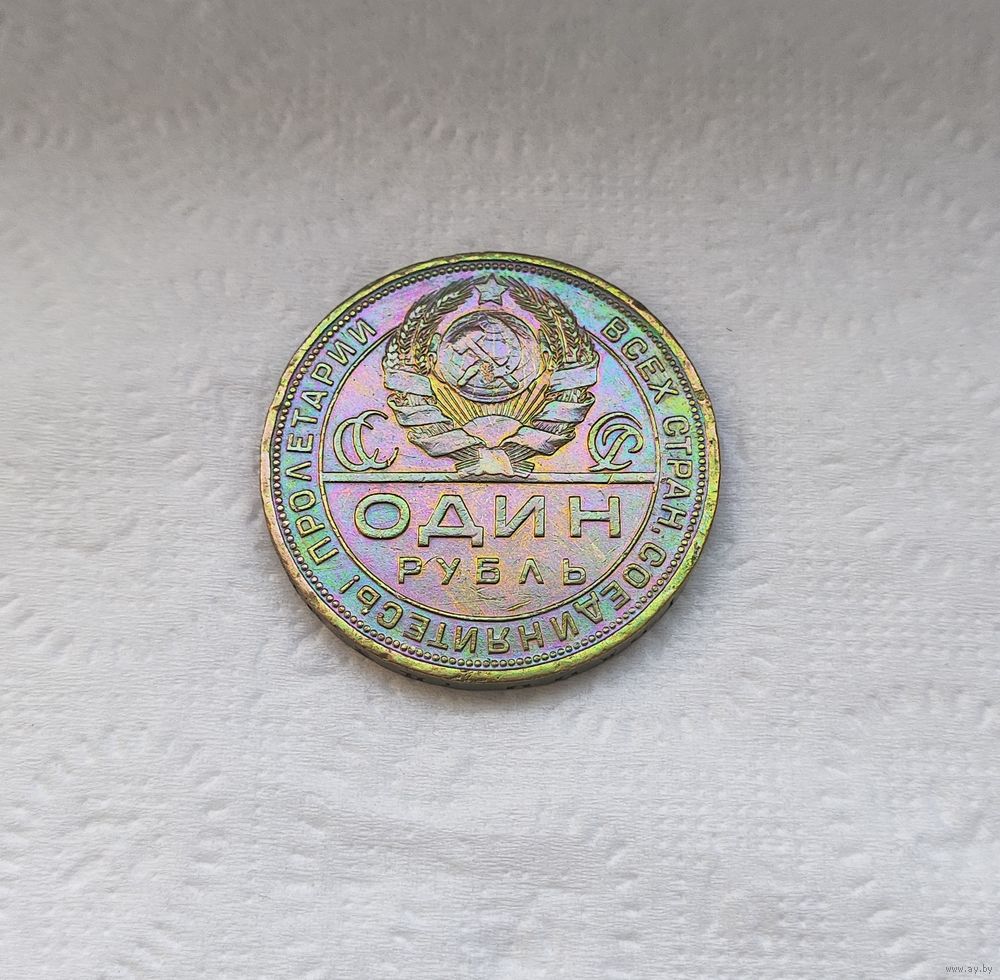 ПРОЛЕТАРИИ ВСЕХ СТРАН, СОЕДИНЯЙТЕСЬ!
СС
СР
ОДИН
РУБЛЬ
www.ay.by